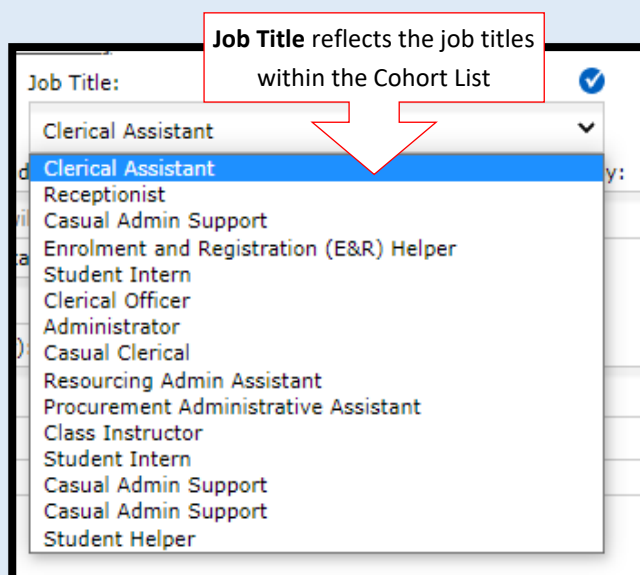 Job Title reflects the job titles
within the Cohort List
Job Title:
Clerical Assistant
y:
Clerical Assistant
Receptionist
Casual Admin Support
Enrolment and Registration (E&R) Helper
Student Intern
Clerical Officer
Administrator
Casual Clerical
Resourcing Admin Assistant
Procurement Administrative Assistant
Class Instructor
Student Intern
Casual Admin Support
Casual Admin Support
Student Helper